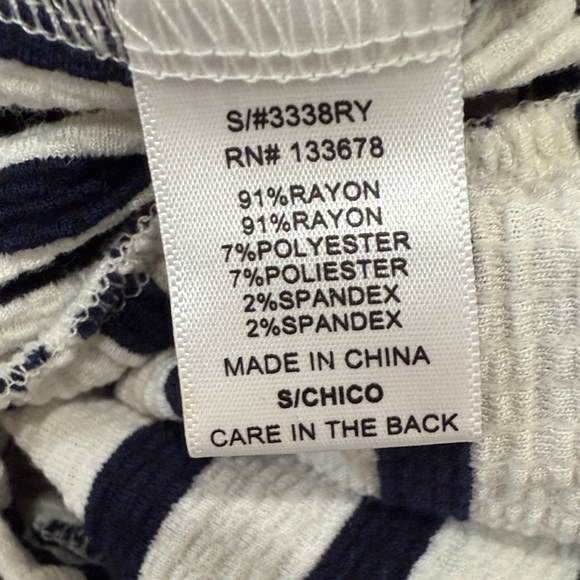 S/#3338RY
RN# 133678
91%RAYON
91%RAYON
7%POLYESTER
7%POLIESTER
2%SPANDEX
2%SPANDEX
MADE IN CHINA
S/CHICO
CARE IN THE BACK